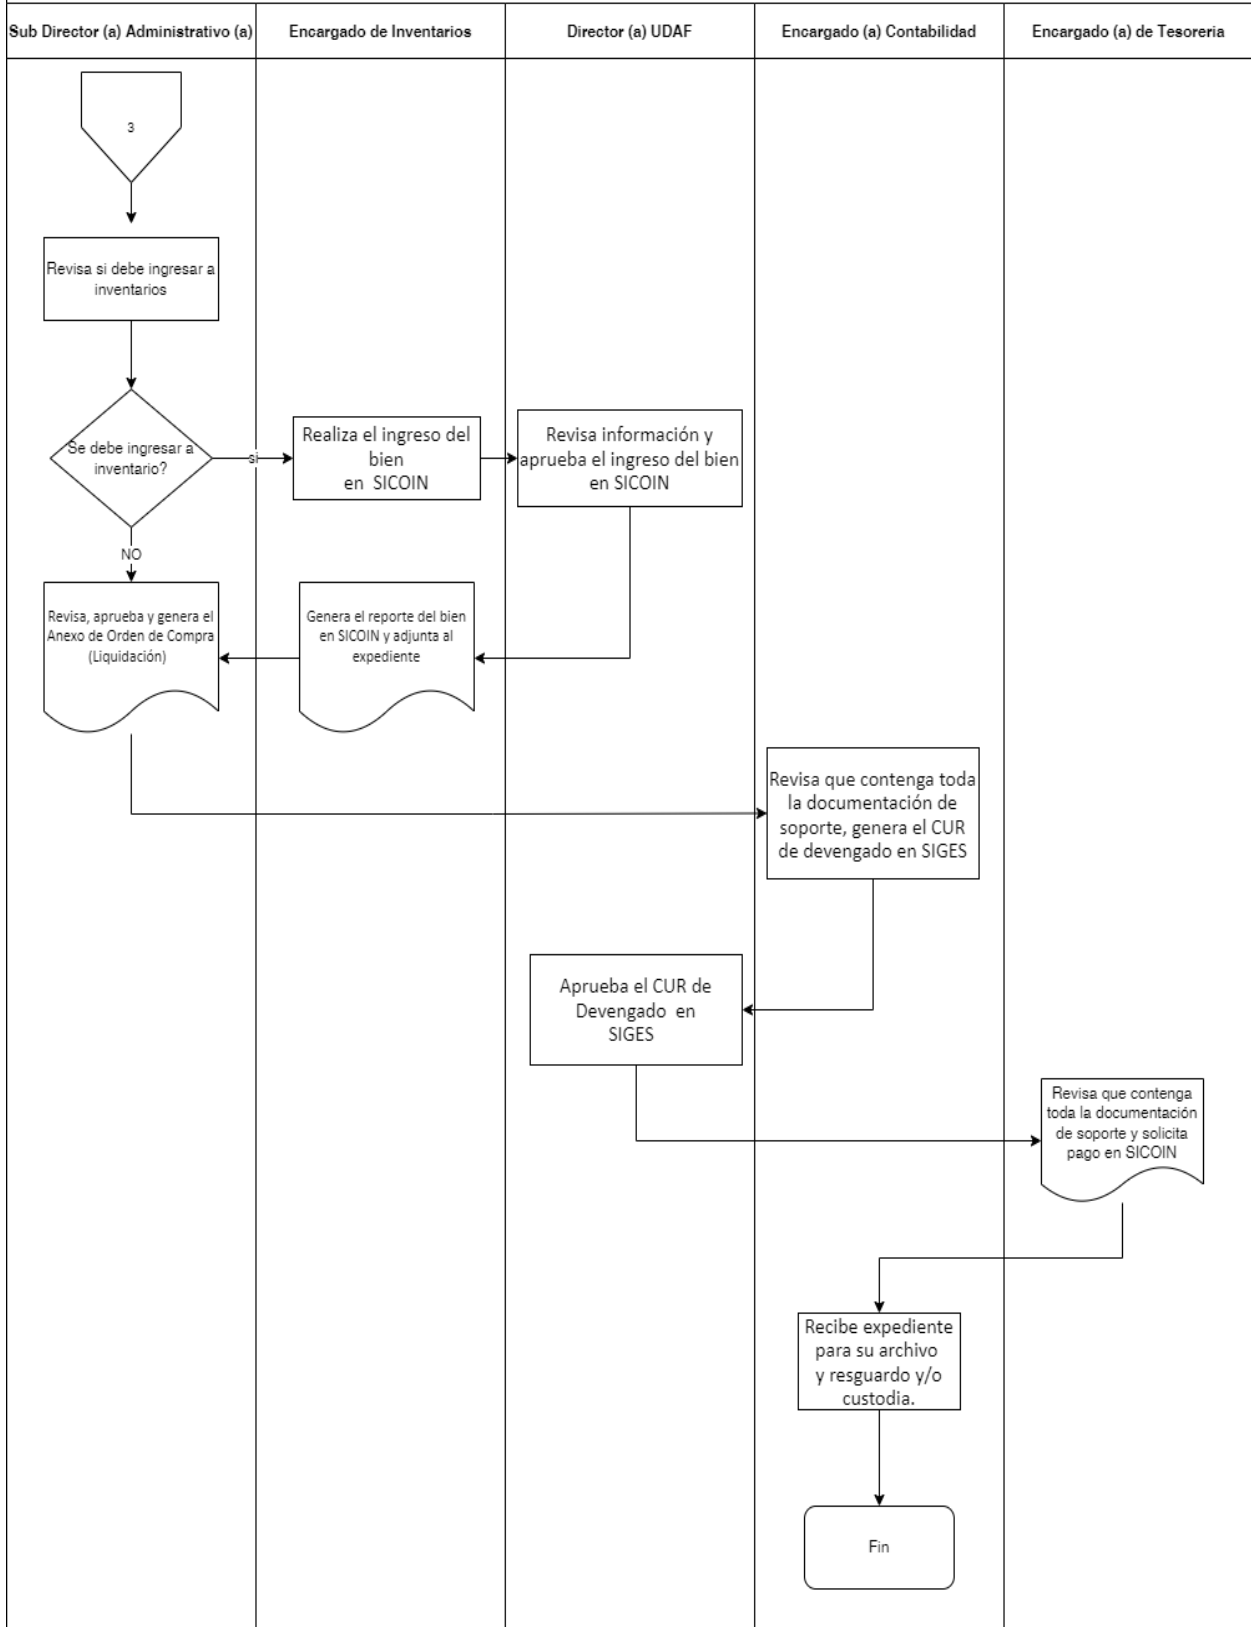 Sub Director (a) Administrativo (a)
Encargado de Inventarios
Director (a) UDAF
Encargado (a) Contabilidad
Encargado (a) de Tesoreria
3
Revisa si debe ingresar a
inventarios
Se debe ingresar a
inventario?
si
Realiza el ingreso del
bien
en SICOIN
Revisa información y
aprueba el ingreso del bien
en SICOIN
NO
Revisa, aprueba y genera el
Anexo de Orden de Compra
(Liquidación)
Genera el reporte del bien
en SICOIN y adjunta al
expediente
Revisa que contenga toda
la documentación de
soporte, genera el CUR
de devengado en SIGES
Aprueba el CUR de
Devengado en
SIGES
Revisa que contenga
toda la documentación
de soporte y solicita
pago en SICOIN
Recibe expediente
para su archivo
y resguardo y/o
custodia.
Fin